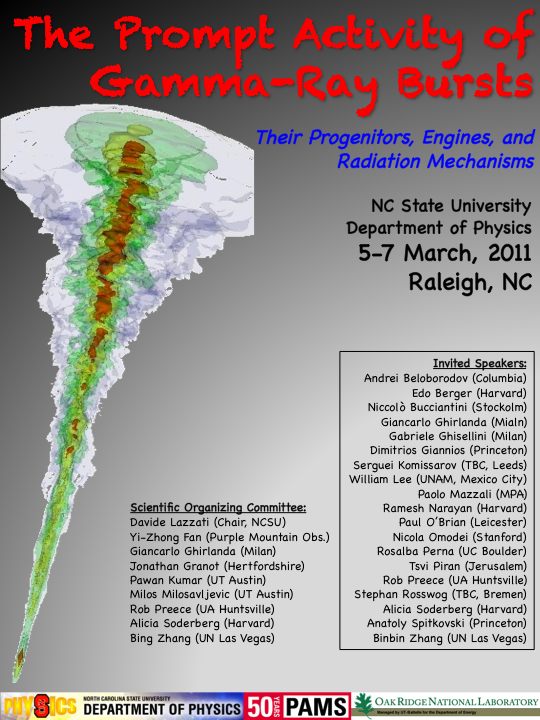 The Prompt Activity of
Gamma-Ray Bursts
Their Progenitors, Engines, and
Radiation Mechanisms
NC State University
Department of Physics
5-7 March, 2011
Raleigh, NC
Invited Speakers:
Andrei Beloborodov (Columbia)
Edo Berger (Harvard)
Niccolò Bucciantini (Stockolm)
Giancarlo Ghirlanda (Mialn)
Gabriele Ghisellini (Milan)
Dimitrios Giannios (Princeton)
Serguei Komissarov (TBC, Leeds)
William Lee (UNAM, Mexico City)
Paolo Mazzali (MPA)
Ramesh Narayan (Harvard)
Paul O'Brian (Leicester)
Nicola Omodei (Stanford)
Rosalba Perna (UC Boulder)
Tsvi Piran (Jerusalem)
Rob Preece (UA Huntsville)
Stephan Rosswog (TBC, Bremen)
Alicia Soderberg (Harvard)
Anatoly Spitkovski (Princeton)
Binbin Zhang (UN Las Vegas)
Scientific Organizing Committee:
Davide Lazzati (Chair, NCSU)
Yi-Zhong Fan (Purple Mountain Obs.)
Giancarlo Ghirlanda (Milan)
Jonathan Granot (Hertfordshire)
Pawan Kumar (UT Austin)
Milos Milosavljevic (UT Austin)
Rob Preece (UA Huntsville)
Alicia Soderberg (Harvard)
Bing Zhang (UN Las Vegas)
PHYSICS
NORTH CAROLINA STATE UNIVERSITY
DEPARTMENT OF PHYSICS
50 YEARS PAMS
OAK RIDGE NATIONAL LABORATORY
Managed by UT-Battelle for the Department of Energy